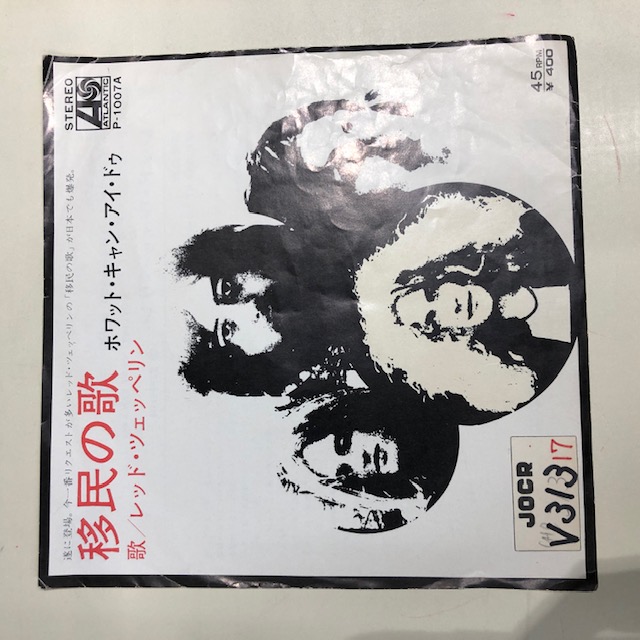 STEREO
ATLANTIC
P-1007A
45 RPM
¥ 400
遂に登場。今一番リクエストが多いレッド・ツェッペリンの「移民の歌」が日本でも爆発。
移民の歌
ホワット・キャン・アイ・ドゥ
歌/レッド・ツェッペリン
JOCR
V313
17